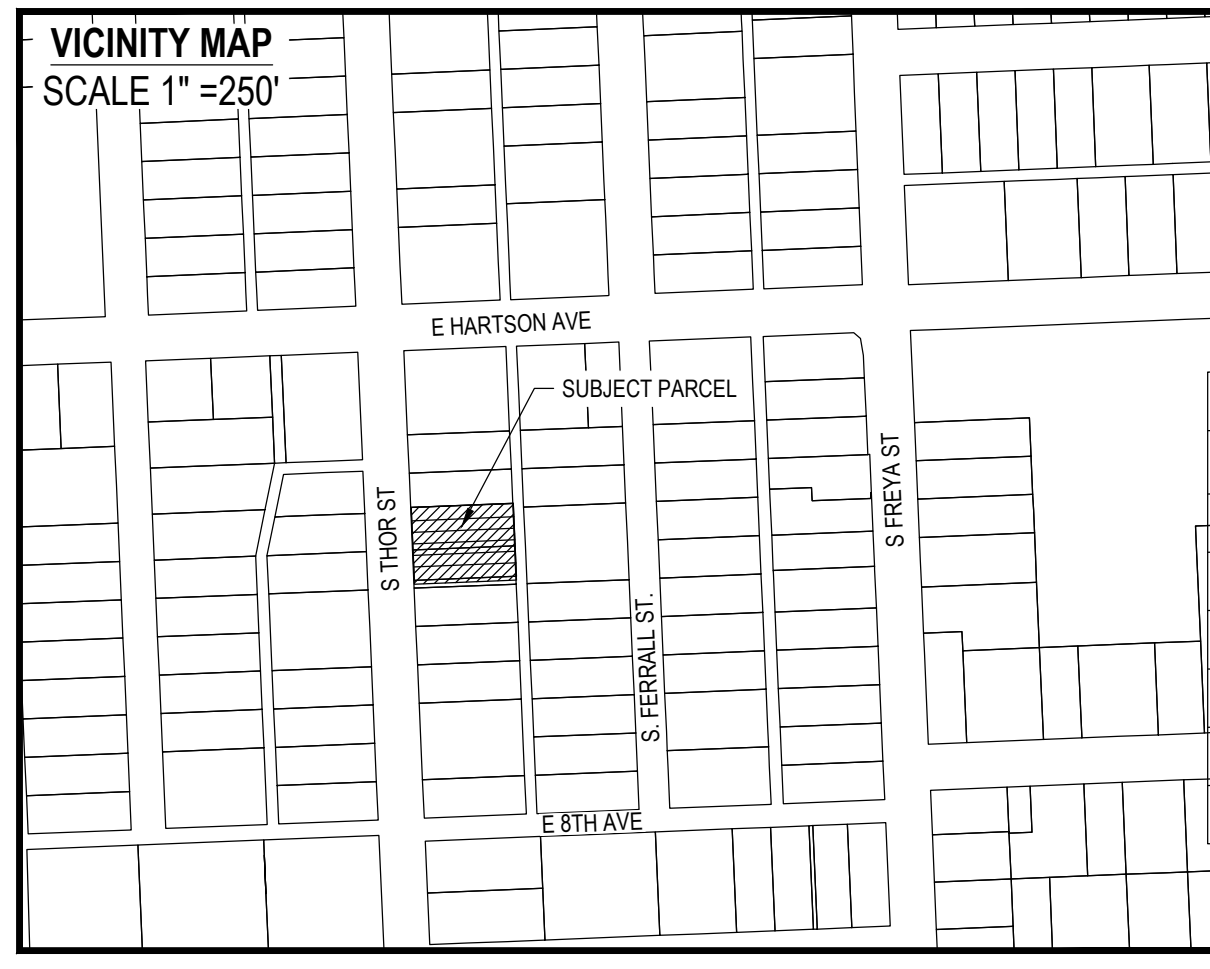 VICINITY MAP
SCALE 1" =250'
E HARTSON AVE
SUBJECT PARCEL
S THOR ST
S FREYA ST
S. FERRALL ST.
E 8TH AVE